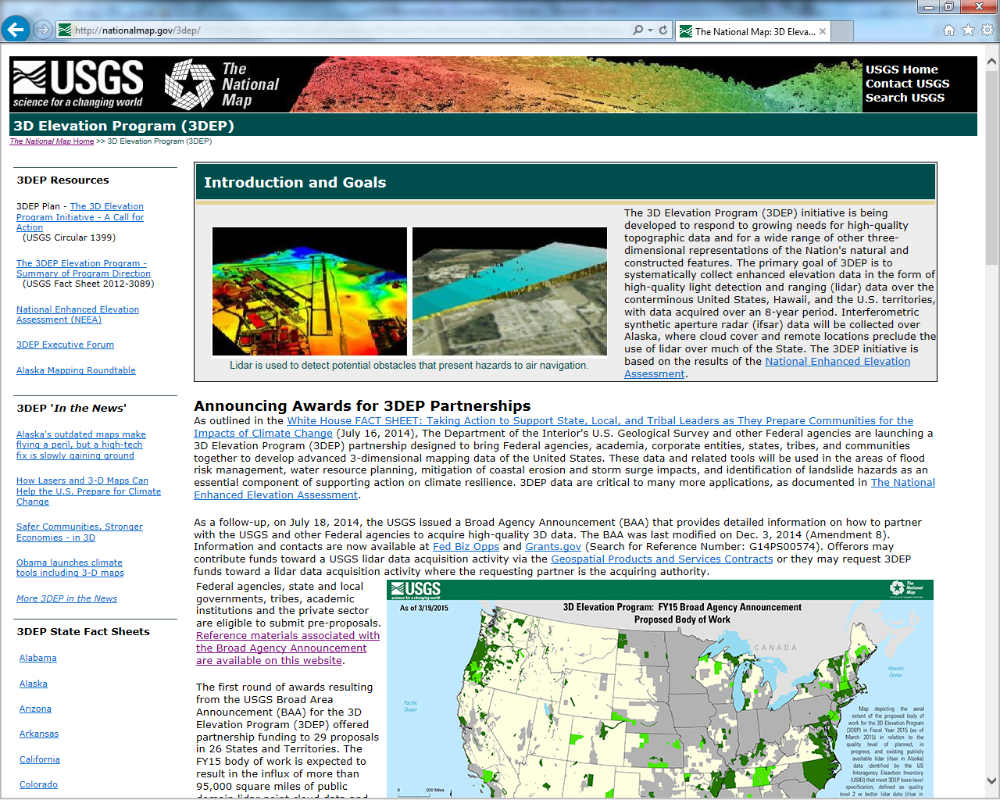 http://nationalmap.gov/3dep/
The National Map: 3D Eleva...
USGS
science for a changing world
The
National
Map
USGS Home
Contact USGS
Search USGS
3D Elevation Program (3DEP)
The National Map Home >> 3D Elevation Program (3DEP)
3DEP Resources
3DEP Plan - The 3D Elevation
Program Initiative - A Call for
Action
(USGS Circular 1399)
The 3DEP Elevation Program -
Summary of Program Direction
(USGS Fact Sheet 2012-3089)
National Enhanced Elevation
Assessment (NEEA)
3DEP Executive Forum
Alaska Mapping Roundtable
3DEP 'In the News'
Alaska's outdated maps make
flying a peril, but a high-tech
fix is slowly gaining ground
How Lasers and 3-D Maps Can
Help the U.S. Prepare for Climate
Change
Safer Communities, Stronger
Economies - in 3D
Obama launches climate
tools including 3-D maps
More 3DEP in the News
3DEP State Fact Sheets
Alabama
Alaska
Arizona
Arkansas
California
Colorado
Introduction and Goals
Lidar is used to detect potential obstacles that present hazards to air navigation.
The 3D Elevation Program (3DEP) initiative is being
developed to respond to growing needs for high-quality
topographic data and for a wide range of other three-
dimensional representations of the Nation's natural and
constructed features. The primary goal of 3DEP is to
systematically collect enhanced elevation data in the form of
high-quality light detection and ranging (lidar) data over the
conterminous United States, Hawaii, and the U.S. territories,
with data acquired over an 8-year period. Interferometric
synthetic aperture radar (ifsar) data will be collected over
Alaska, where cloud cover and remote locations preclude the
use of lidar over much of the State. The 3DEP initiative is
based on the results of the National Enhanced Elevation
Assessment.
Announcing Awards for 3DEP Partnerships
As outlined in the White House FACT SHEET: Taking Action to Support State, Local, and Tribal Leaders as They Prepare Communities for the
Impacts of Climate Change (July 16, 2014), The Department of the Interior's U.S. Geological Survey and other Federal agencies are launching a
3D Elevation Program (3DEP) partnership designed to bring Federal agencies, academia, corporate entities, states, tribes, and communities
together to develop advanced 3-dimensional mapping data of the United States. These data and related tools will be used in the areas of flood
risk management, water resource planning, mitigation of coastal erosion and storm surge impacts, and identification of landslide hazards as an
essential component of supporting action on climate resilience. 3DEP data are critical to many more applications, as documented in The National
Enhanced Elevation Assessment.
As a follow-up, on July 18, 2014, the USGS issued a Broad Agency Announcement (BAA) that provides detailed information on how to partner
with the USGS and other Federal agencies to acquire high-quality 3D data. The BAA was last modified on Dec. 3, 2014 (Amendment 8).
Information and contacts are now available at Fed Biz Opps and Grants.gov (Search for Reference Number: G14PS00574). Offerors may
contribute funds toward a USGS lidar data acquisition activity via the Geospatial Products and Services Contracts or they may request 3DEP
funds toward a lidar data acquisition activity where the requesting partner is the acquiring authority.
Federal agencies, state and local
governments, tribes, academic
institutions and the private sector
are eligible to submit pre-proposals.
Reference materials associated with
the Broad Agency Announcement
are available on this website.
The first round of awards resulting
from the USGS Broad Area
Announcement (BAA) for the 3D
Elevation Program (3DEP) offered
partnership funding to 29 proposals
in 26 States and Territories. The
FY15 body of work is expected to
result in the influx of more than
95,000 square miles of public
domain lidar point cloud data and
USGS
science for a changing world
The
National
Map
As of 3/19/2015
3D Elevation Program: FY15 Broad Agency Announcement
Proposed Body of Work
CANADA
Atlantic
Ocean
Pacific
Ocean
Map depicting the aeral
extent of the proposed body of
work for the 3D Elevation Program
(3DEP) in Fiscal Year 2015 (as of
March 2015) in relation to the
quality level of planned, in
progress, and existing publicly
available lidar (ifsar in Alaska)
data identified by the US
Interagency Eleavtion Inventory
(USIEI) that meet 3DEP base-level
specification, defined as quality
level 2 or better lidar data (ifsar in
0 200 Miles